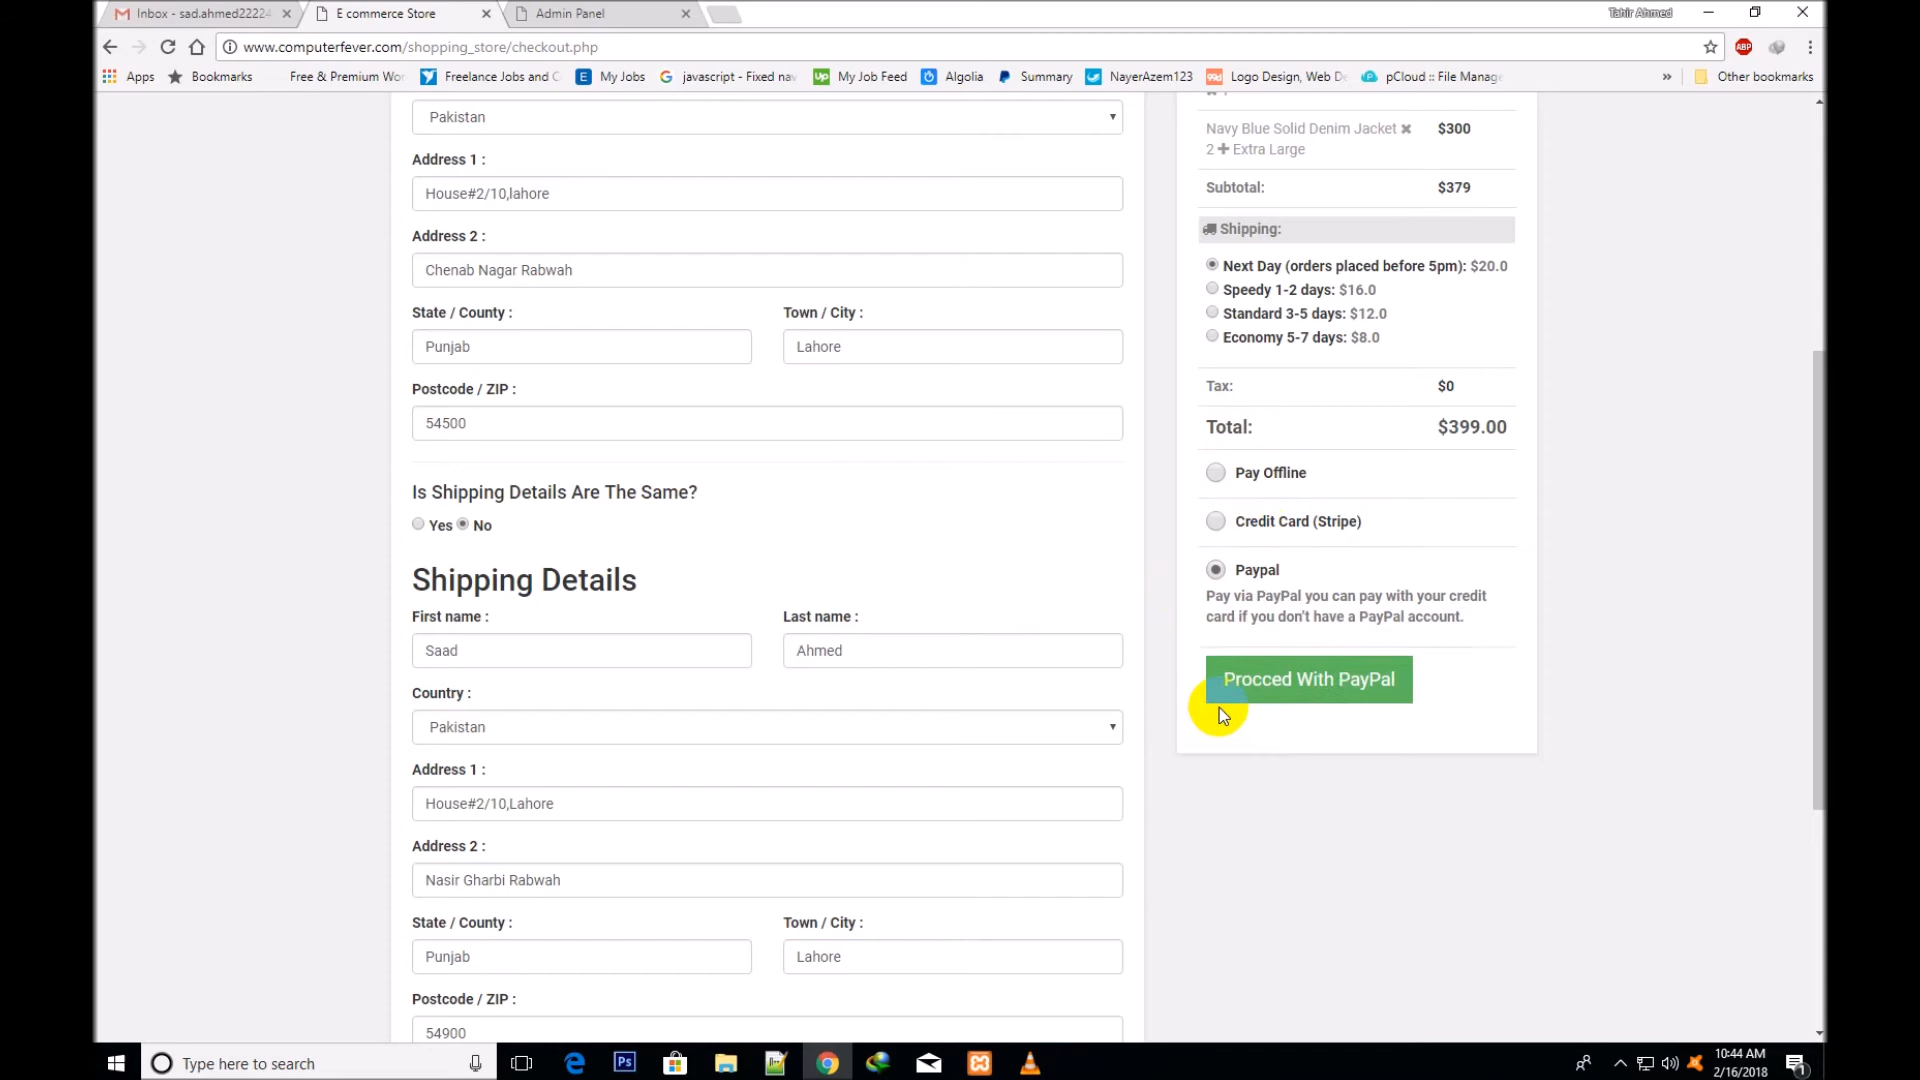 Inbox - sad.ahmed22224
E commerce Store
Admin Panel
Tahir Ahmed
www.computerfever.com/shopping_store/checkout.php
ABP
Apps
Bookmarks
Free & Premium Wor
Freelance Jobs and C
My Jobs
javascript - Fixed nav
My Job Feed
Algolia
Summary
NayerAzem123
Logo Design, Web De
pCloud :: File Manage
»
Other bookmarks
Pakistan
Address 1 :
House#2/10,lahore
Address 2 :
Chenab Nagar Rabwah
State / County :
Town / City :
Punjab
Lahore
Postcode / ZIP :
54500
Is Shipping Details Are The Same?
Yes No
Shipping Details
First name :
Last name :
Saad
Ahmed
Country :
Pakistan
Address 1 :
House#2/10,Lahore
Address 2 :
Nasir Gharbi Rabwah
State / County :
Town / City :
Punjab
Lahore
Postcode / ZIP :
54900
Navy Blue Solid Denim Jacket ✖ $300
2 ✚ Extra Large
Subtotal: $379
Shipping:
Next Day (orders placed before 5pm): $20.0
Speedy 1-2 days: $16.0
Standard 3-5 days: $12.0
Economy 5-7 days: $8.0
Tax: $0
Total: $399.00
Pay Offline
Credit Card (Stripe)
Paypal
Pay via PayPal you can pay with your credit
card if you don't have a PayPal account.
Procced With PayPal
Type here to search
Ps
10:44 AM
2/16/2018
1